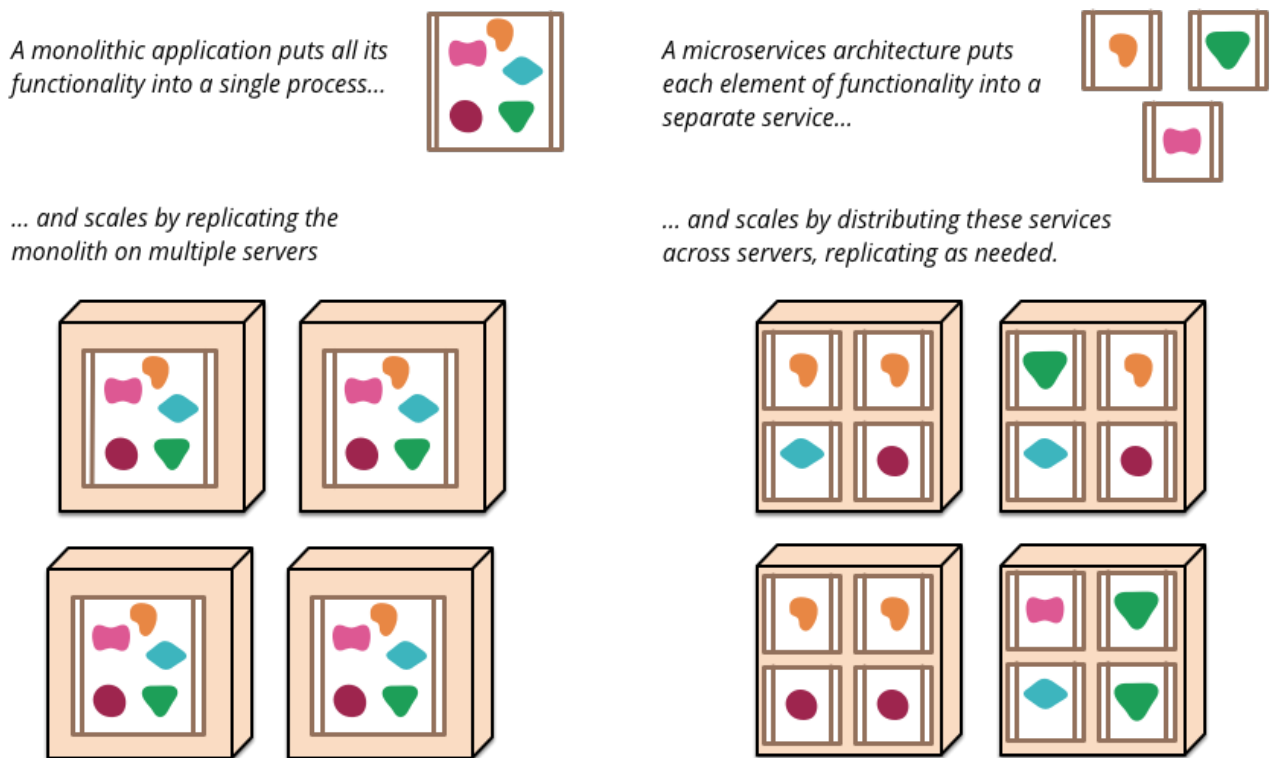 A monolithic application puts all its
functionality into a single process...
... and scales by replicating the
monolith on multiple servers
A microservices architecture puts
each element of functionality into a
separate service...
... and scales by distributing these services
across servers, replicating as needed.